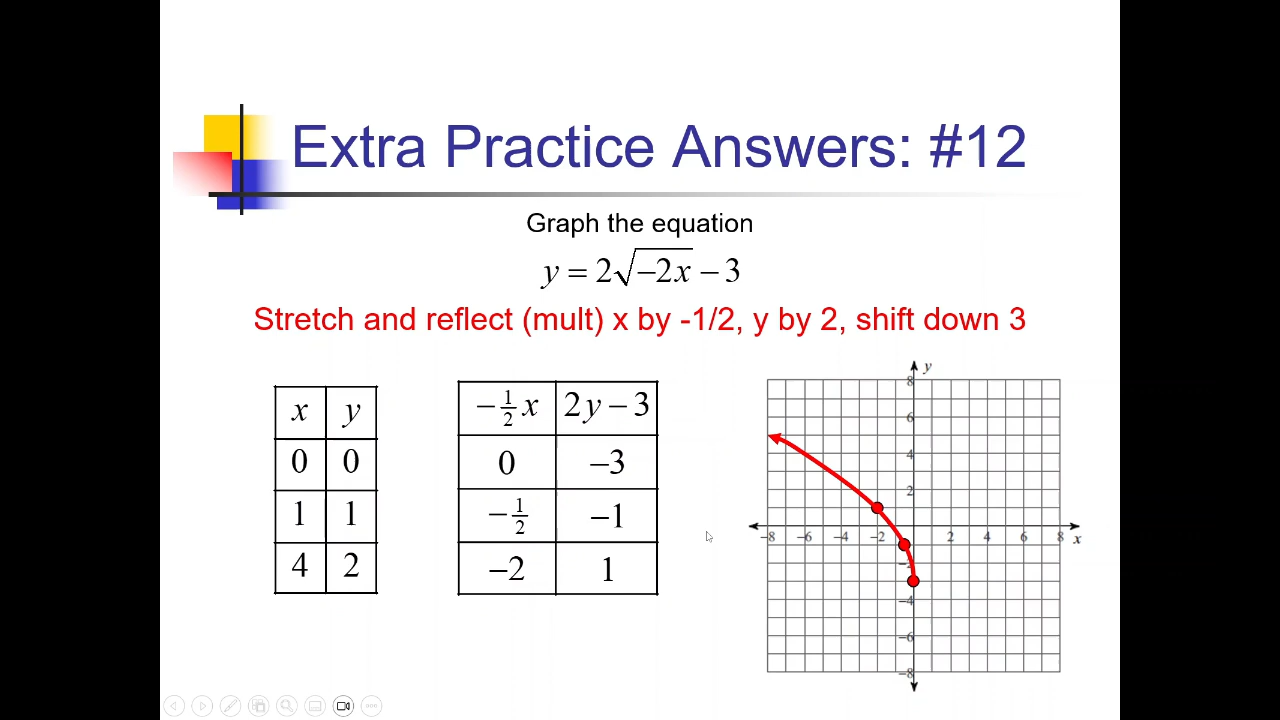 Extra Practice Answers: #12
Graph the equation
y = 2√−2x − 3
Stretch and reflect (mult) x by -1/2, y by 2, shift down 3
x y
0 0
1 1
4 2
−½x 2y − 3
0 −3
−½ −1
−2 1
y
8
6
4
2
−8 −6 −4 −2 2 4 6 8 x
−2
−4
−6
−8